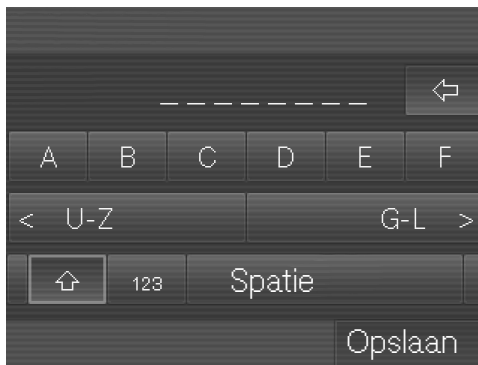 _ _ _ _ _ _ _ _
A B C D E F
< U-Z G-L >
123 Spatie
Opslaan